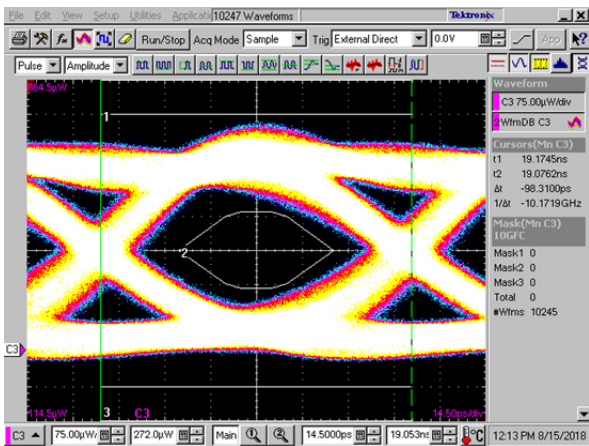 File Edit View Setup Utilities Applicati 10247 Waveforms Tektronix
Run/Stop Acq Mode Sample Trig External Direct 0.0V App
Pulse Amplitude
864.5µW
1
2
3
C3
C3
114.5µW
14.50ps/div
Waveform
C3 75.00µW/div
2WfmDB C3
Cursors(Mn C3)
t1 19.1745ns
t2 19.0762ns
Δt -98.3100ps
1/Δt -10.1719GHz
Mask(Mn C3)
10GFC
Mask1 0
Mask2 0
Mask3 0
Total 0
#Wfms 10245
C3 75.00µW/ 272.0µW Main 1 2 14.5000ps 19.053n °C 12:13 PM 8/15/2018